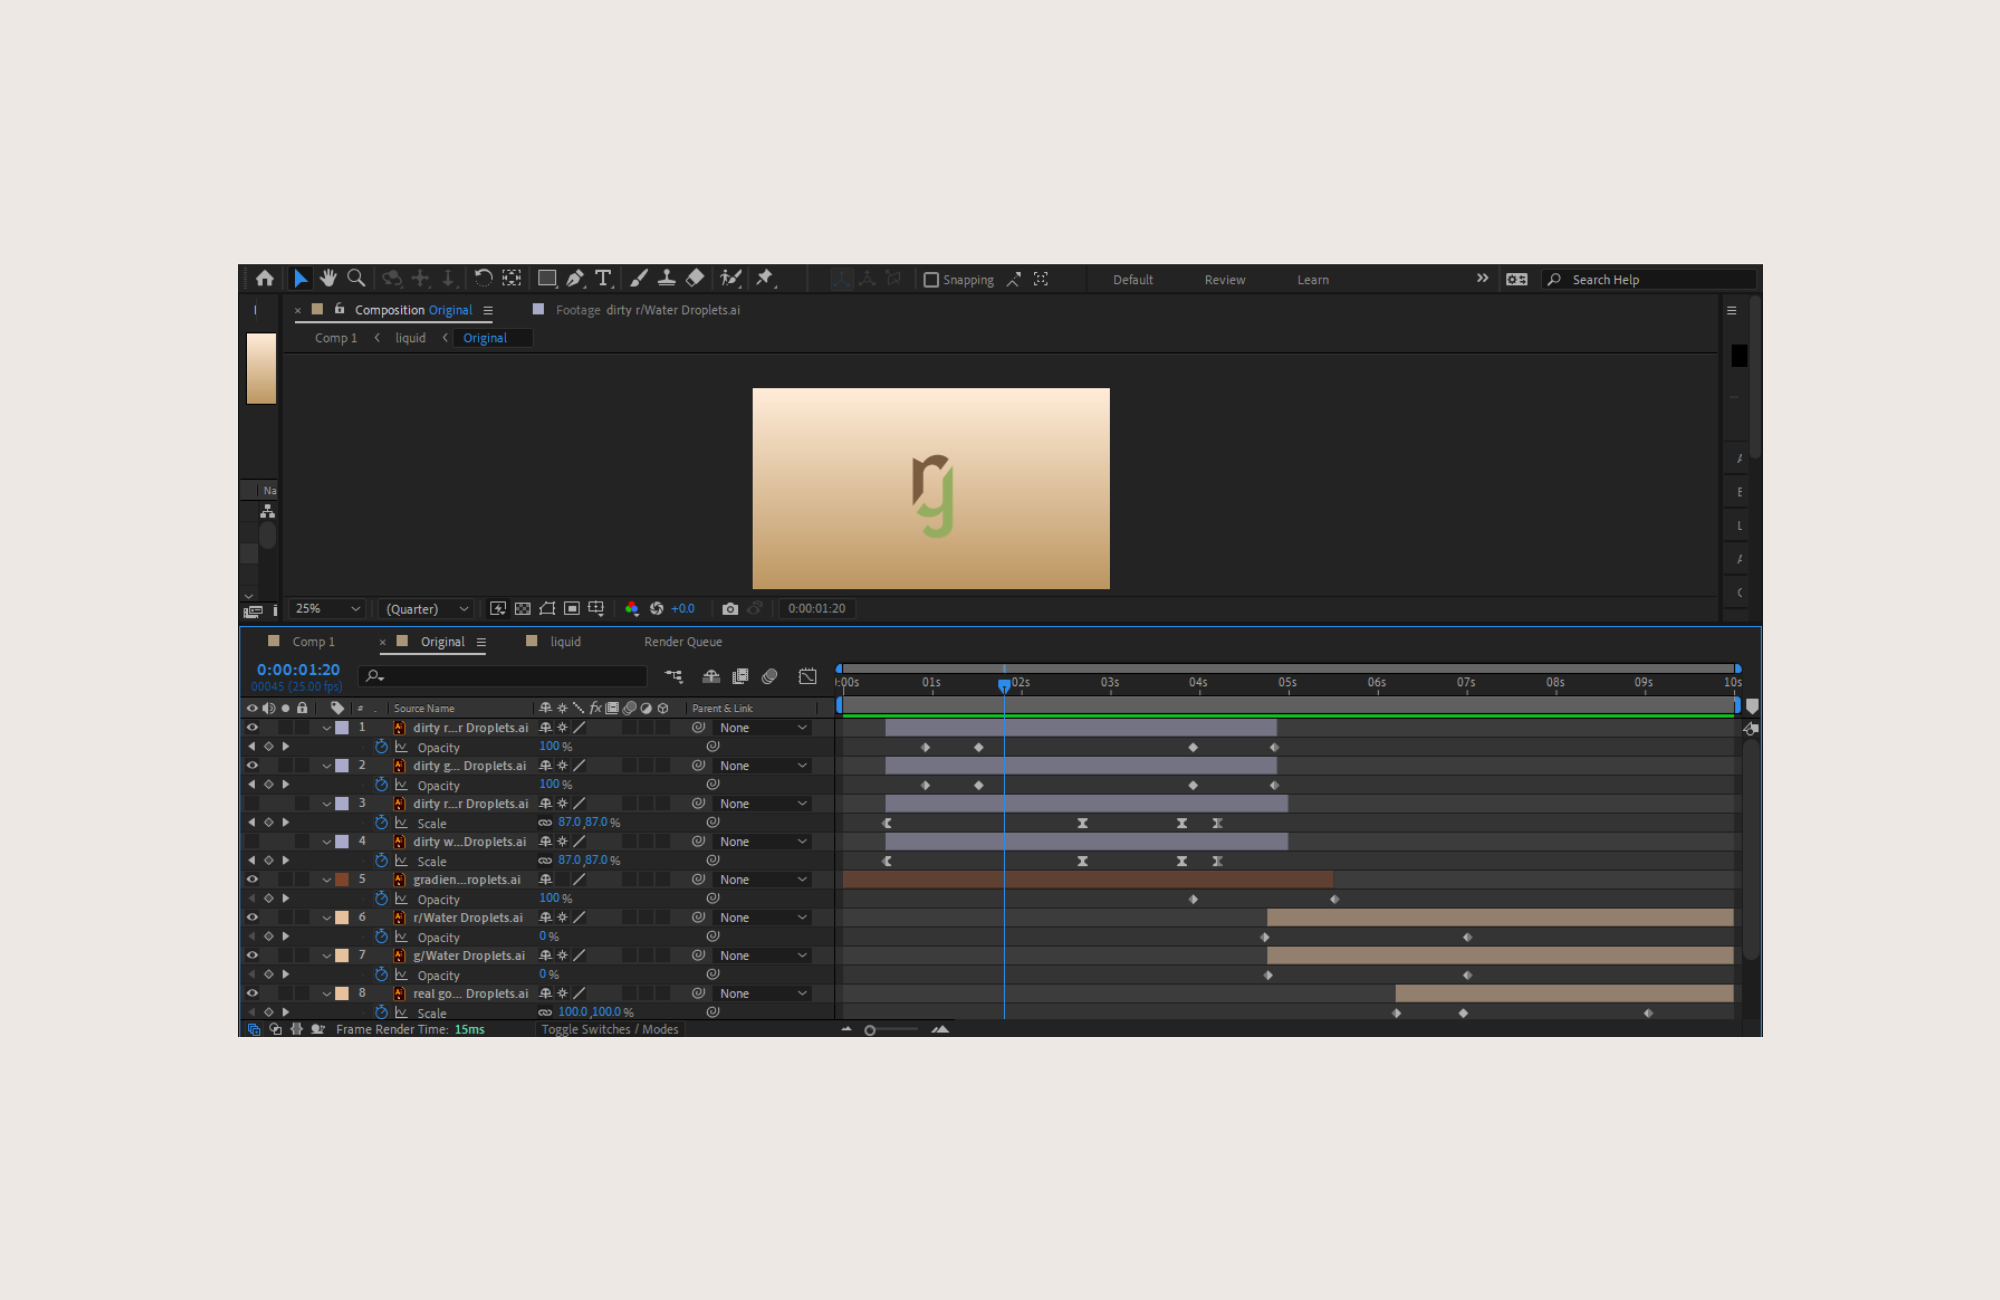 Snapping
Default
Review
Learn
Search Help
Composition Original
Footage dirty r/Water Droplets.ai
Comp 1
liquid
Original
rg
Na
25%
(Quarter)
+0.0
0:00:01:20
Comp 1
Original
liquid
Render Queue
0:00:01:20
00045 (25.00 fps)
:00s 01s 02s 03s 04s 05s 06s 07s 08s 09s 10s
# Source Name fx Parent & Link
1 dirty r...r Droplets.ai None
Opacity 100 %
2 dirty g... Droplets.ai None
Opacity 100 %
3 dirty r...r Droplets.ai None
Scale 87.0,87.0 %
4 dirty w...Droplets.ai None
Scale 87.0,87.0 %
5 gradien...roplets.ai None
Opacity 100 %
6 r/Water Droplets.ai None
Opacity 0 %
7 g/Water Droplets.ai None
Opacity 0 %
8 real go... Droplets.ai None
Scale 100.0,100.0 %
Frame Render Time: 15ms
Toggle Switches / Modes